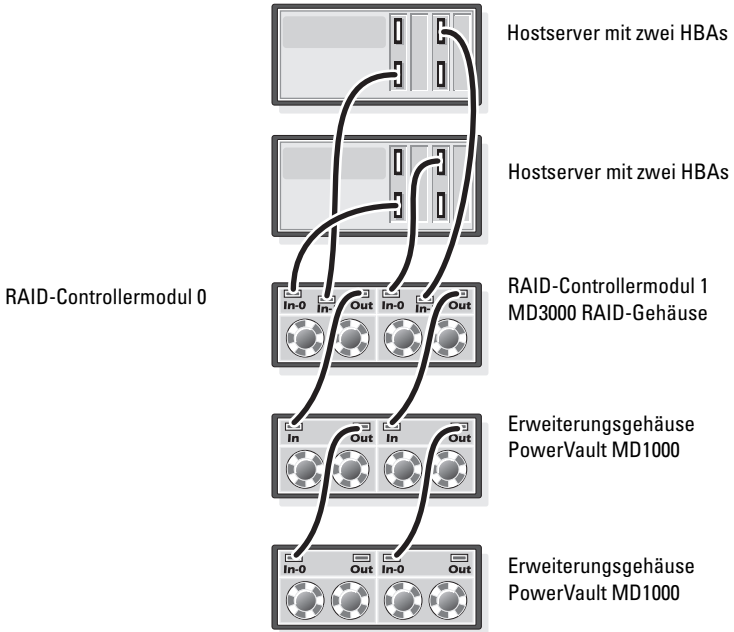 Hostserver mit zwei HBAs
Hostserver mit zwei HBAs
RAID-Controllermodul 0
RAID-Controllermodul 1
MD3000 RAID-Gehäuse
In-0 In- Out In-0 In- Out
Erweiterungsgehäuse
PowerVault MD1000
In Out In Out
Erweiterungsgehäuse
PowerVault MD1000
In-0 Out In-0 Out